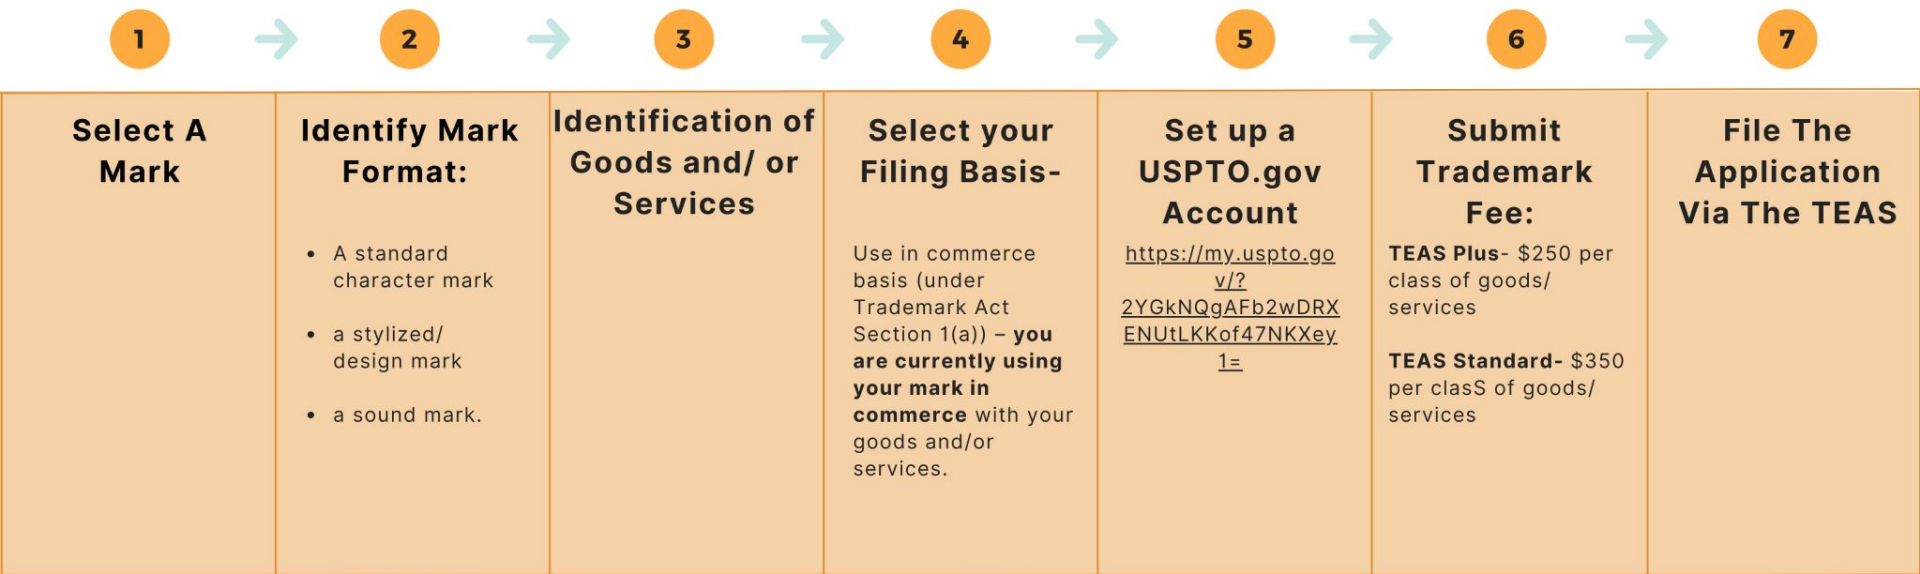 1
2
3
4
5
6
7
Select A
Mark
Identify Mark
Format:
• A standard
character mark
• a stylized/
design mark
• a sound mark.
Identification of
Goods and/ or
Services
Select your
Filing Basis-
Use in commerce
basis (under
Trademark Act
Section 1(a)) – you
are currently using
your mark in
commerce with your
goods and/or
services.
Set up a
USPTO.gov
Account
https://my.uspto.go
v/?
2YGkNQgAFb2wDRX
ENUtLKKof47NKXey
1=
Submit
Trademark
Fee:
TEAS Plus- $250 per
class of goods/
services
TEAS Standard- $350
per clasS of goods/
services
File The
Application
Via The TEAS